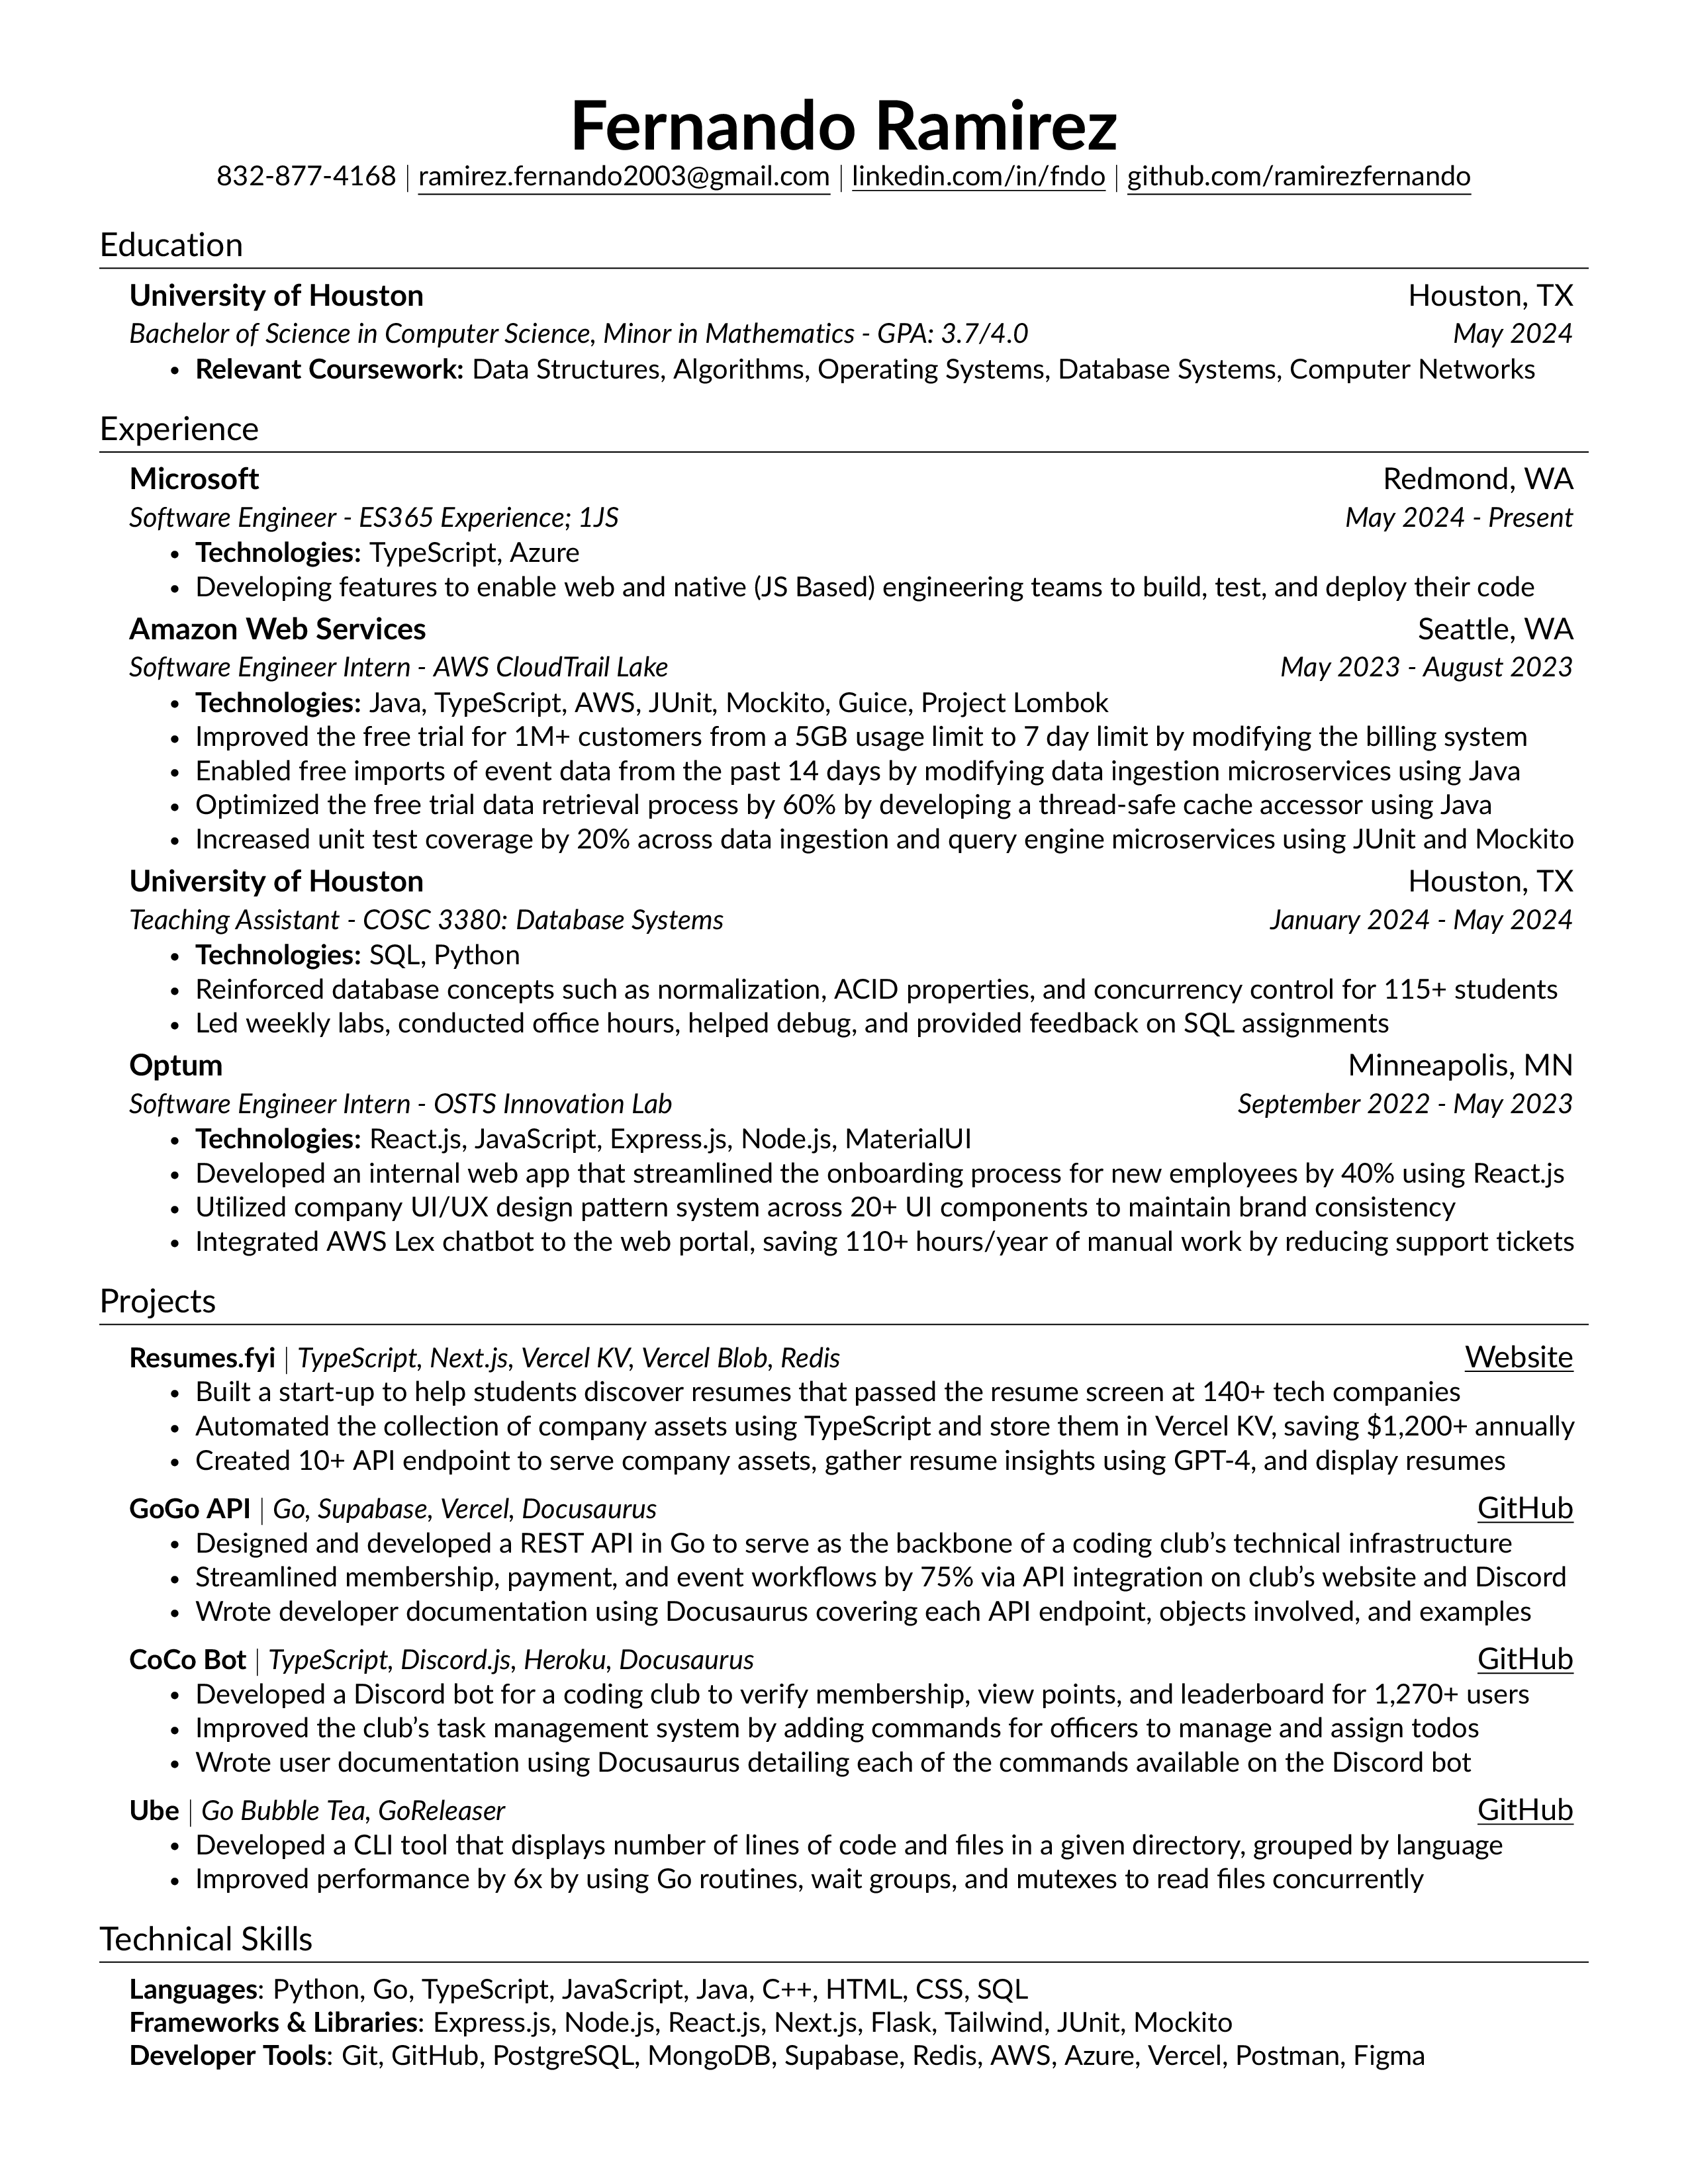 Fernando Ramirez
832-877-4168 | ramirez.fernando2003@gmail.com | linkedin.com/in/fndo | github.com/ramirezfernando
Education
University of Houston Houston, TX
Bachelor of Science in Computer Science, Minor in Mathematics - GPA: 3.7/4.0 May 2024
• Relevant Coursework: Data Structures, Algorithms, Operating Systems, Database Systems, Computer Networks
Experience
Microsoft Redmond, WA
Software Engineer - ES365 Experience; 1JS May 2024 - Present
• Technologies: TypeScript, Azure
• Developing features to enable web and native (JS Based) engineering teams to build, test, and deploy their code
Amazon Web Services Seattle, WA
Software Engineer Intern - AWS CloudTrail Lake May 2023 - August 2023
• Technologies: Java, TypeScript, AWS, JUnit, Mockito, Guice, Project Lombok
• Improved the free trial for 1M+ customers from a 5GB usage limit to 7 day limit by modifying the billing system
• Enabled free imports of event data from the past 14 days by modifying data ingestion microservices using Java
• Optimized the free trial data retrieval process by 60% by developing a thread-safe cache accessor using Java
• Increased unit test coverage by 20% across data ingestion and query engine microservices using JUnit and Mockito
University of Houston Houston, TX
Teaching Assistant - COSC 3380: Database Systems January 2024 - May 2024
• Technologies: SQL, Python
• Reinforced database concepts such as normalization, ACID properties, and concurrency control for 115+ students
• Led weekly labs, conducted office hours, helped debug, and provided feedback on SQL assignments
Optum Minneapolis, MN
Software Engineer Intern - OSTS Innovation Lab September 2022 - May 2023
• Technologies: React.js, JavaScript, Express.js, Node.js, MaterialUI
• Developed an internal web app that streamlined the onboarding process for new employees by 40% using React.js
• Utilized company UI/UX design pattern system across 20+ UI components to maintain brand consistency
• Integrated AWS Lex chatbot to the web portal, saving 110+ hours/year of manual work by reducing support tickets
Projects
Resumes.fyi | TypeScript, Next.js, Vercel KV, Vercel Blob, Redis Website
• Built a start-up to help students discover resumes that passed the resume screen at 140+ tech companies
• Automated the collection of company assets using TypeScript and store them in Vercel KV, saving $1,200+ annually
• Created 10+ API endpoint to serve company assets, gather resume insights using GPT-4, and display resumes
GoGo API | Go, Supabase, Vercel, Docusaurus GitHub
• Designed and developed a REST API in Go to serve as the backbone of a coding club's technical infrastructure
• Streamlined membership, payment, and event workflows by 75% via API integration on club's website and Discord
• Wrote developer documentation using Docusaurus covering each API endpoint, objects involved, and examples
CoCo Bot | TypeScript, Discord.js, Heroku, Docusaurus GitHub
• Developed a Discord bot for a coding club to verify membership, view points, and leaderboard for 1,270+ users
• Improved the club's task management system by adding commands for officers to manage and assign todos
• Wrote user documentation using Docusaurus detailing each of the commands available on the Discord bot
Ube | Go Bubble Tea, GoReleaser GitHub
• Developed a CLI tool that displays number of lines of code and files in a given directory, grouped by language
• Improved performance by 6x by using Go routines, wait groups, and mutexes to read files concurrently
Technical Skills
Languages: Python, Go, TypeScript, JavaScript, Java, C++, HTML, CSS, SQL
Frameworks & Libraries: Express.js, Node.js, React.js, Next.js, Flask, Tailwind, JUnit, Mockito
Developer Tools: Git, GitHub, PostgreSQL, MongoDB, Supabase, Redis, AWS, Azure, Vercel, Postman, Figma